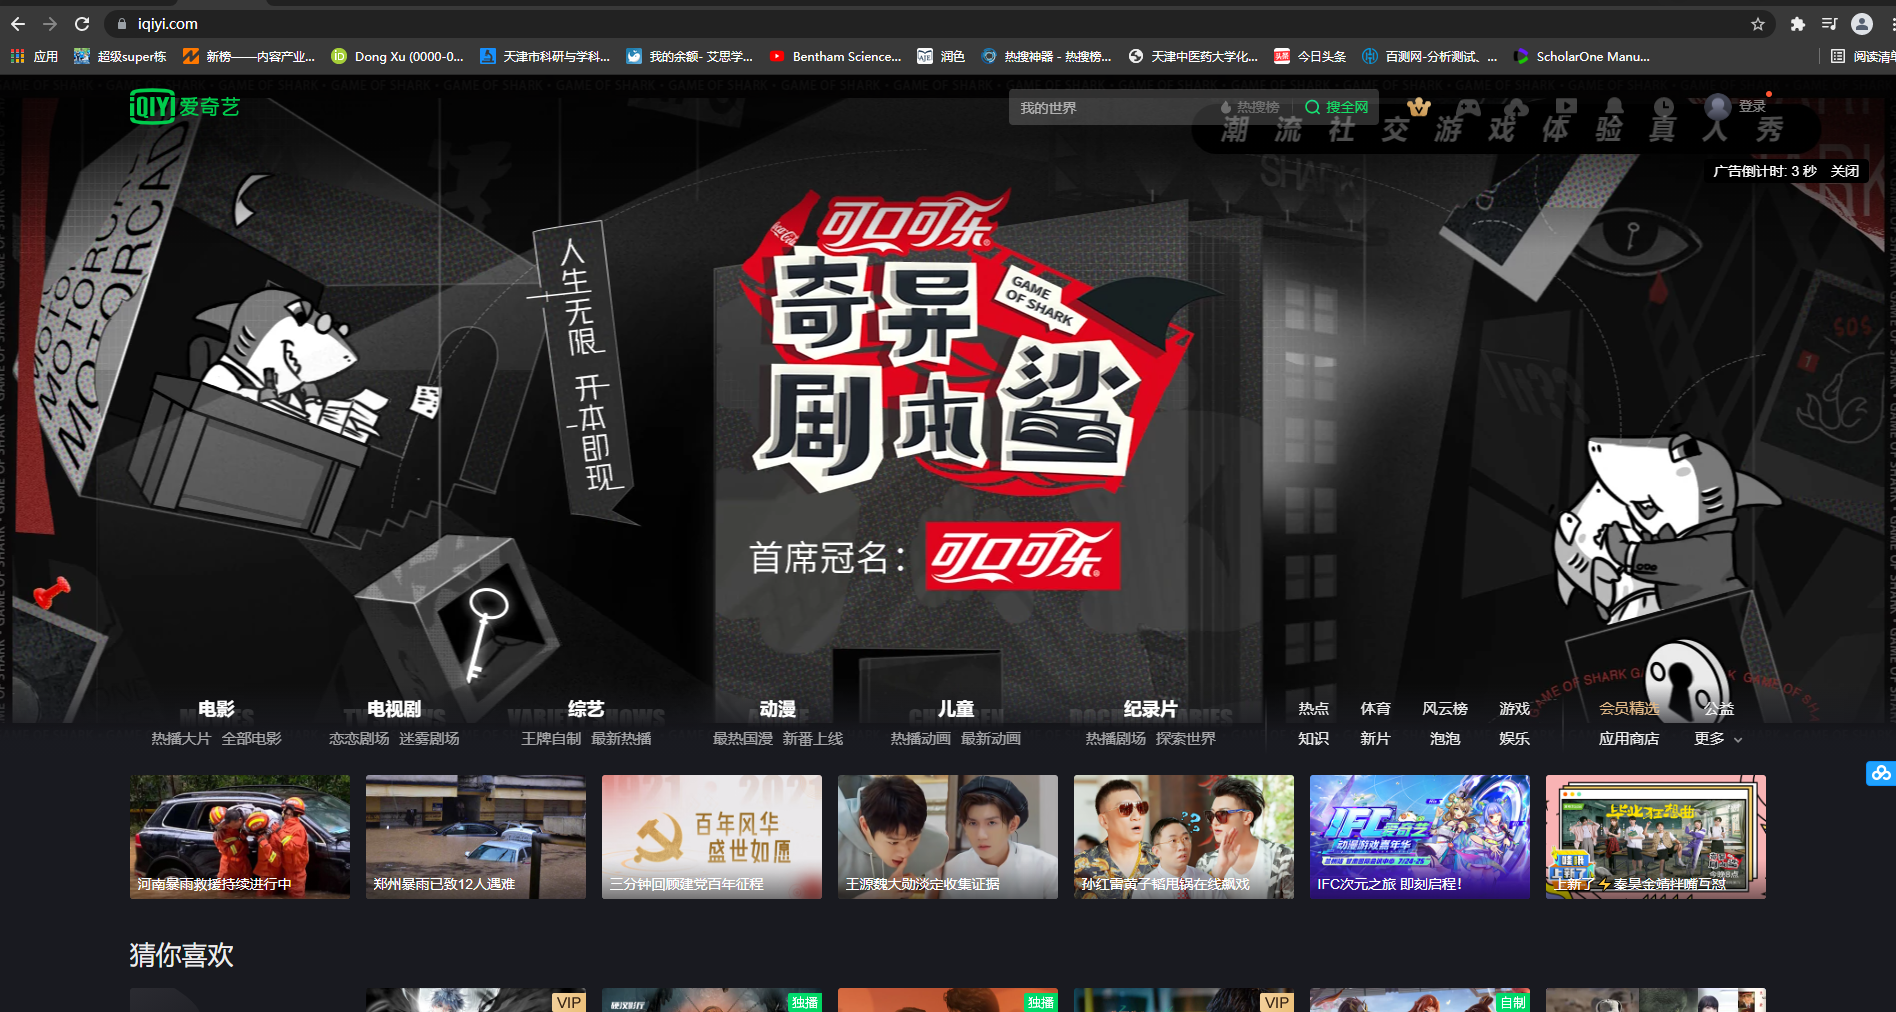 iqiyi.com
应用
超级super栋
新榜——内容产业...
Dong Xu (0000-0...
天津市科研与学科...
我的余额- 艾思学...
Bentham Science...
润色
热搜神器 - 热搜榜...
天津中医药大学化...
今日头条
百测网-分析测试、...
ScholarOne Manu...
阅读清单
iQIYI 爱奇艺
我的世界
热搜榜
搜全网
登录
潮流社交游戏体验真人秀
广告倒计时: 3 秒 关闭
MOTORCAD
人生无限 开本即现
可口可乐
Coca-Cola
奇异
剧本鲨
GAME
OF SHARK
首席冠名：可口可乐
SOS
GAME OF SHARK
电影
电视剧
综艺
动漫
儿童
纪录片
热播大片 全部电影
恋恋剧场 迷雾剧场
王牌自制 最新热播
最热国漫 新番上线
热播动画 最新动画
热播剧场 探索世界
热点 体育 风云榜 游戏
知识 新片 泡泡 娱乐
会员精选 公益
应用商店 更多
河南暴雨救援持续进行中
郑州暴雨已致12人遇难
1921 - 2021
百年风华
盛世如愿
三分钟回顾建党百年征程
王源魏大勋淡定收集证据
孙红雷黄子韬甩锅在线飙戏
IFC爱奇艺
动漫游戏嘉年华
IFC次元之旅 即刻启程！
毕业狂想曲
上新了⚡秦昊金靖拌嘴互怼
猜你喜欢
VIP
硬汉影院
独播
独播
VIP
自制